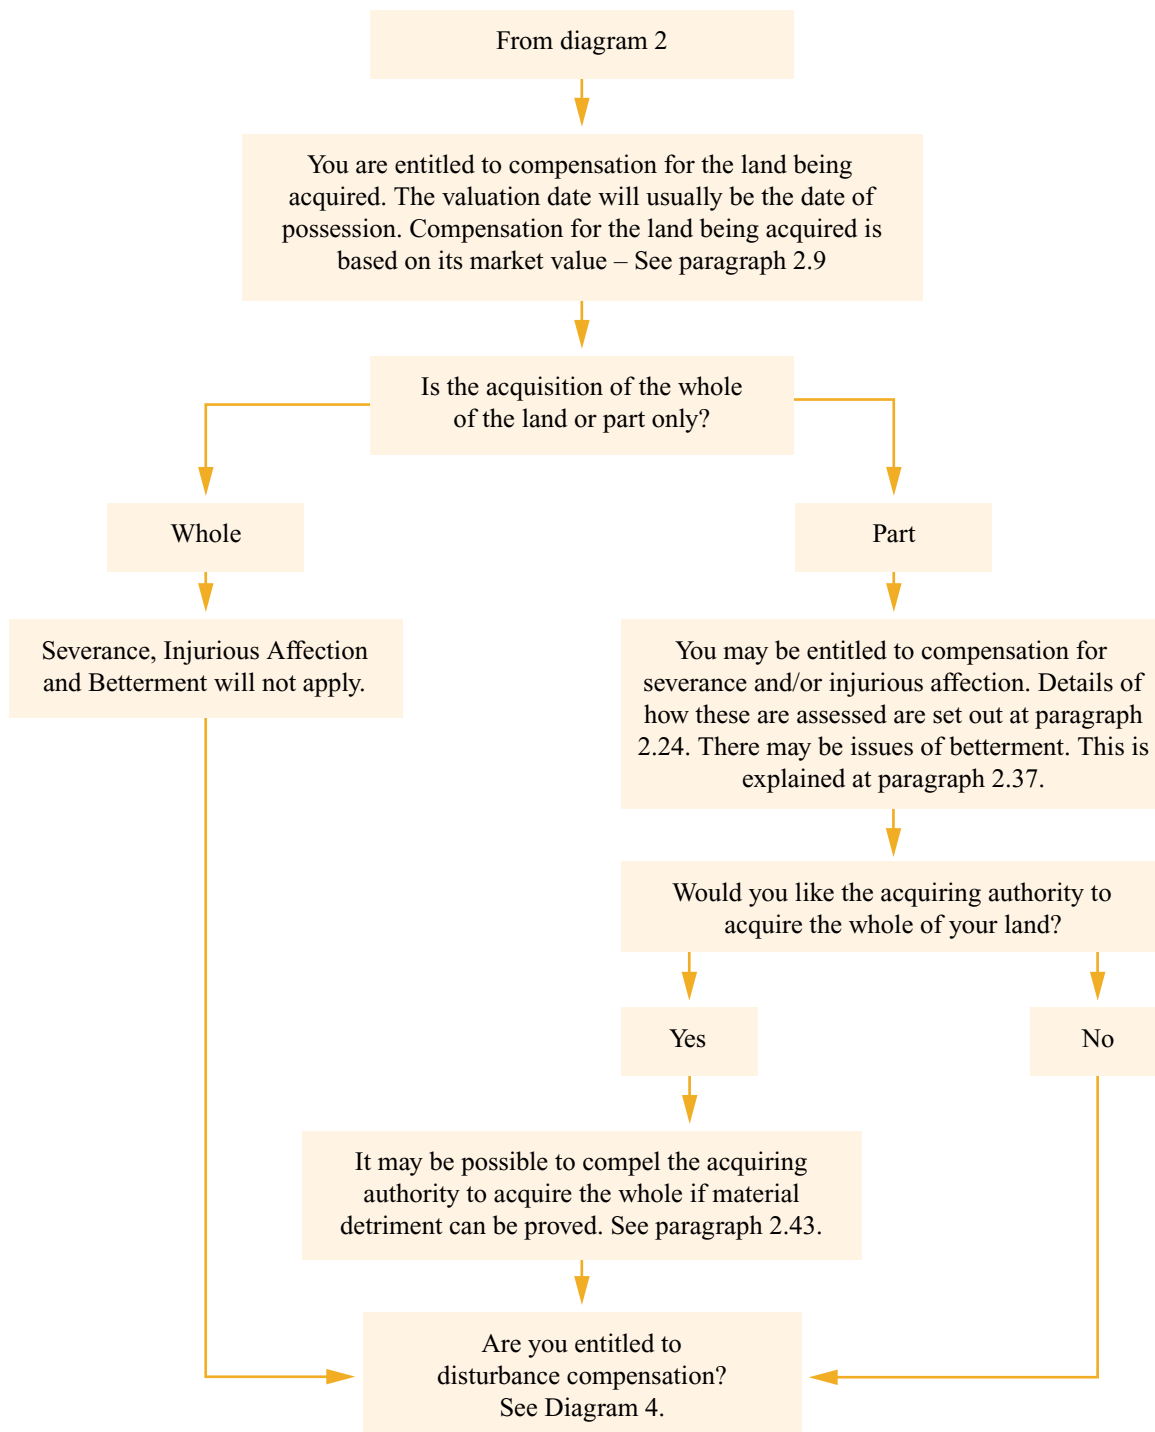 From diagram 2
You are entitled to compensation for the land being
acquired. The valuation date will usually be the date of
possession. Compensation for the land being acquired is
based on its market value – See paragraph 2.9
Is the acquisition of the whole
of the land or part only?
Whole
Part
Severance, Injurious Affection
and Betterment will not apply.
You may be entitled to compensation for
severance and/or injurious affection. Details of
how these are assessed are set out at paragraph
2.24. There may be issues of betterment. This is
explained at paragraph 2.37.
Would you like the acquiring authority to
acquire the whole of your land?
Yes
No
It may be possible to compel the acquiring
authority to acquire the whole if material
detriment can be proved. See paragraph 2.43.
Are you entitled to
disturbance compensation?
See Diagram 4.